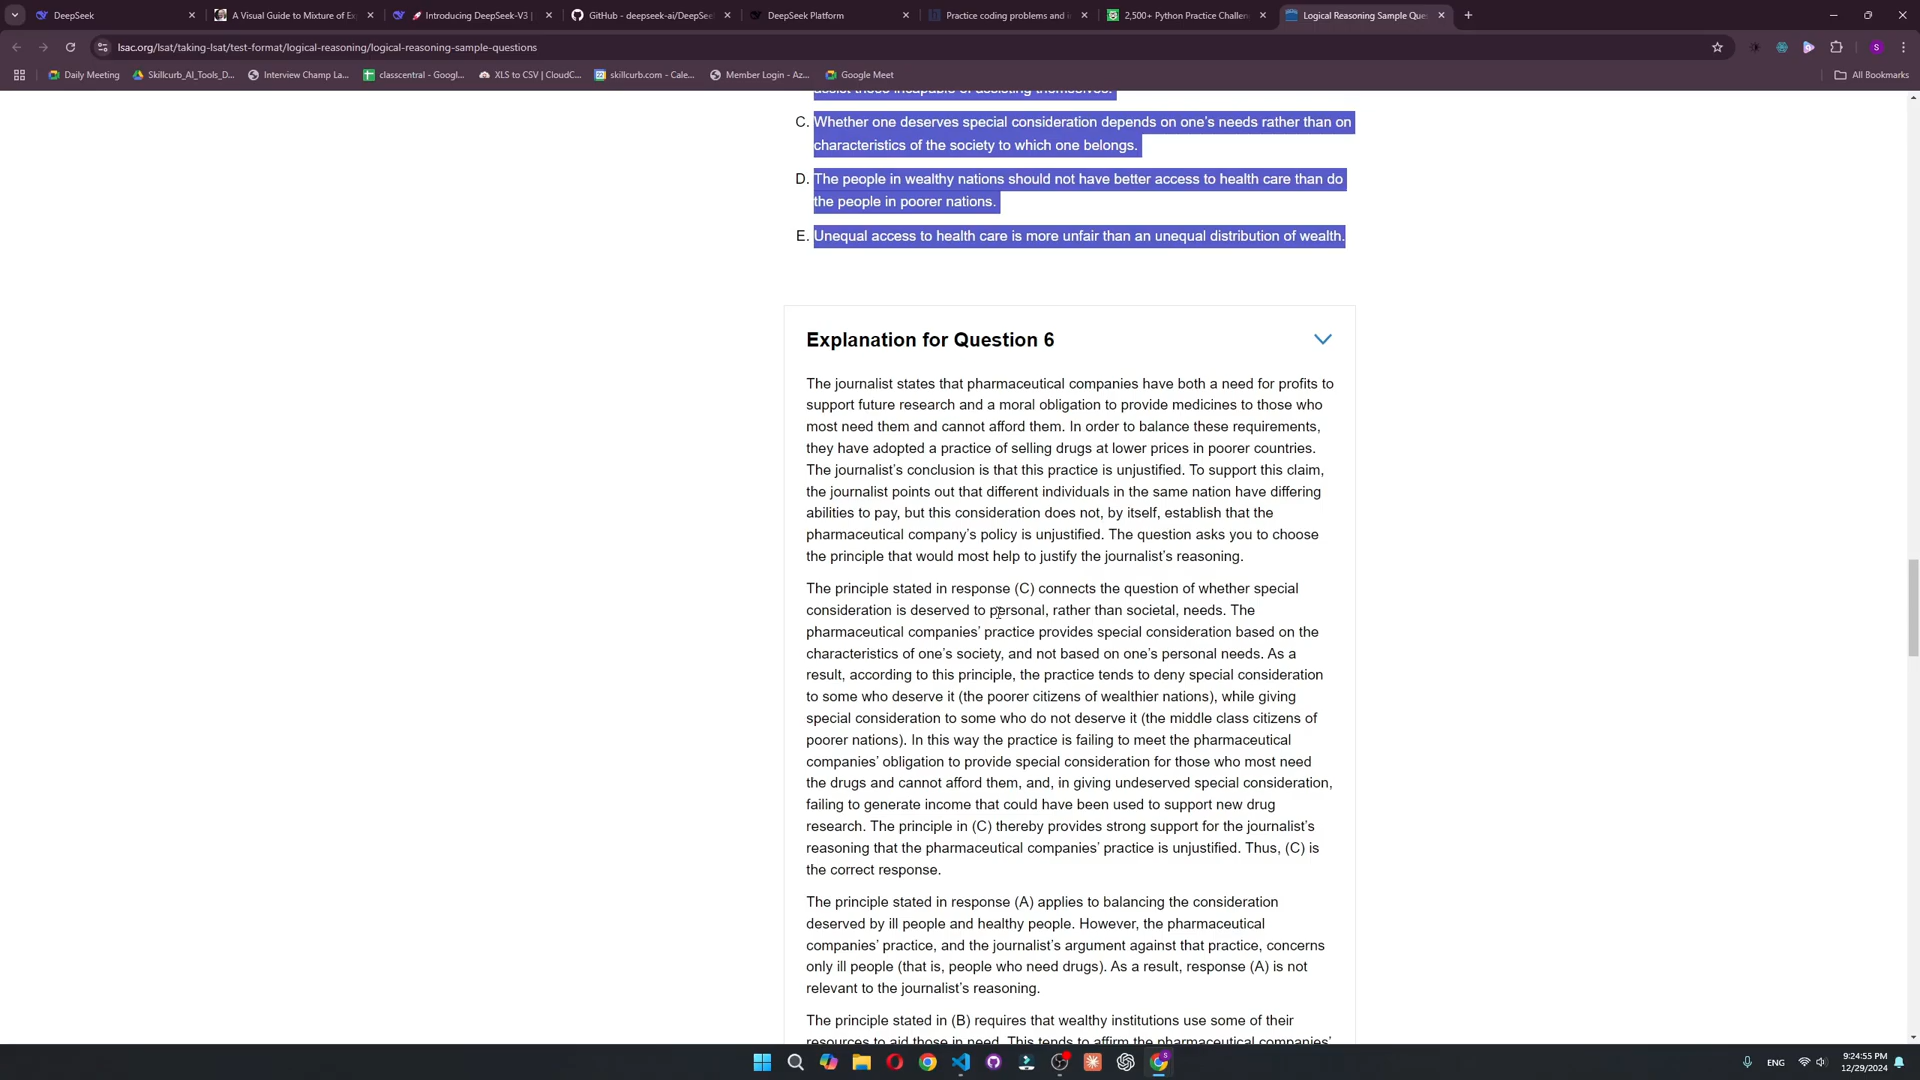 DeepSeek
A Visual Guide to Mixture of Ex
Introducing DeepSeek-V3 |
GitHub - deepseek-ai/DeepSee
DeepSeek Platform
Practice coding problems and i
2,500+ Python Practice Challen
Logical Reasoning Sample Que
lsac.org/lsat/taking-lsat/test-format/logical-reasoning/logical-reasoning-sample-questions
S
Daily Meeting
Skillcurb_AI_Tools_D...
Interview Champ La...
classcentral - Googl...
XLS to CSV | CloudC...
skillcurb.com - Cale...
Member Login - Az...
Google Meet
All Bookmarks
assist those incapable of assisting themselves.
C. Whether one deserves special consideration depends on one's needs rather than on
characteristics of the society to which one belongs.
D. The people in wealthy nations should not have better access to health care than do
the people in poorer nations.
E. Unequal access to health care is more unfair than an unequal distribution of wealth.
Explanation for Question 6
The journalist states that pharmaceutical companies have both a need for profits to
support future research and a moral obligation to provide medicines to those who
most need them and cannot afford them. In order to balance these requirements,
they have adopted a practice of selling drugs at lower prices in poorer countries.
The journalist's conclusion is that this practice is unjustified. To support this claim,
the journalist points out that different individuals in the same nation have differing
abilities to pay, but this consideration does not, by itself, establish that the
pharmaceutical company's policy is unjustified. The question asks you to choose
the principle that would most help to justify the journalist's reasoning.
The principle stated in response (C) connects the question of whether special
consideration is deserved to personal, rather than societal, needs. The
pharmaceutical companies' practice provides special consideration based on the
characteristics of one's society, and not based on one's personal needs. As a
result, according to this principle, the practice tends to deny special consideration
to some who deserve it (the poorer citizens of wealthier nations), while giving
special consideration to some who do not deserve it (the middle class citizens of
poorer nations). In this way the practice is failing to meet the pharmaceutical
companies' obligation to provide special consideration for those who most need
the drugs and cannot afford them, and, in giving undeserved special consideration,
failing to generate income that could have been used to support new drug
research. The principle in (C) thereby provides strong support for the journalist's
reasoning that the pharmaceutical companies' practice is unjustified. Thus, (C) is
the correct response.
The principle stated in response (A) applies to balancing the consideration
deserved by ill people and healthy people. However, the pharmaceutical
companies' practice, and the journalist's argument against that practice, concerns
only ill people (that is, people who need drugs). As a result, response (A) is not
relevant to the journalist's reasoning.
The principle stated in (B) requires that wealthy institutions use some of their
resources to aid those in need. This tends to affirm the pharmaceutical companies'
ENG
9:24:55 PM
12/29/2024